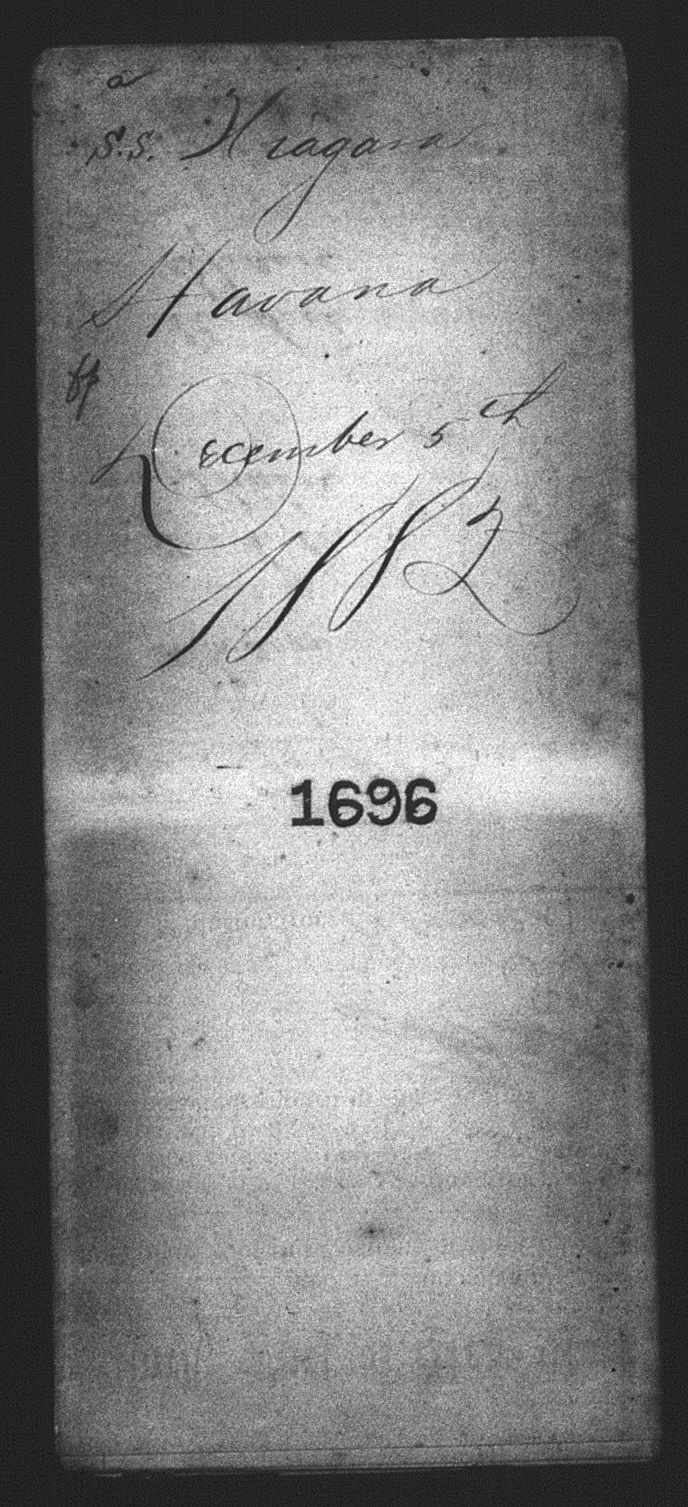 a
S.S. Niagara
Havana
December 5th
1882
1696